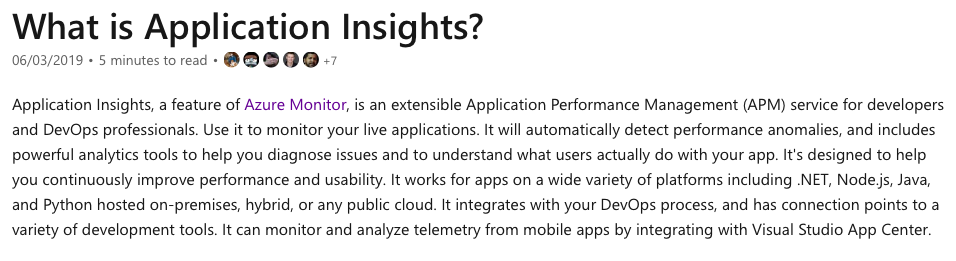 What is Application Insights?
06/03/2019 • 5 minutes to read • +7
Application Insights, a feature of Azure Monitor, is an extensible Application Performance Management (APM) service for developers
and DevOps professionals. Use it to monitor your live applications. It will automatically detect performance anomalies, and includes
powerful analytics tools to help you diagnose issues and to understand what users actually do with your app. It's designed to help
you continuously improve performance and usability. It works for apps on a wide variety of platforms including .NET, Node.js, Java,
and Python hosted on-premises, hybrid, or any public cloud. It integrates with your DevOps process, and has connection points to a
variety of development tools. It can monitor and analyze telemetry from mobile apps by integrating with Visual Studio App Center.